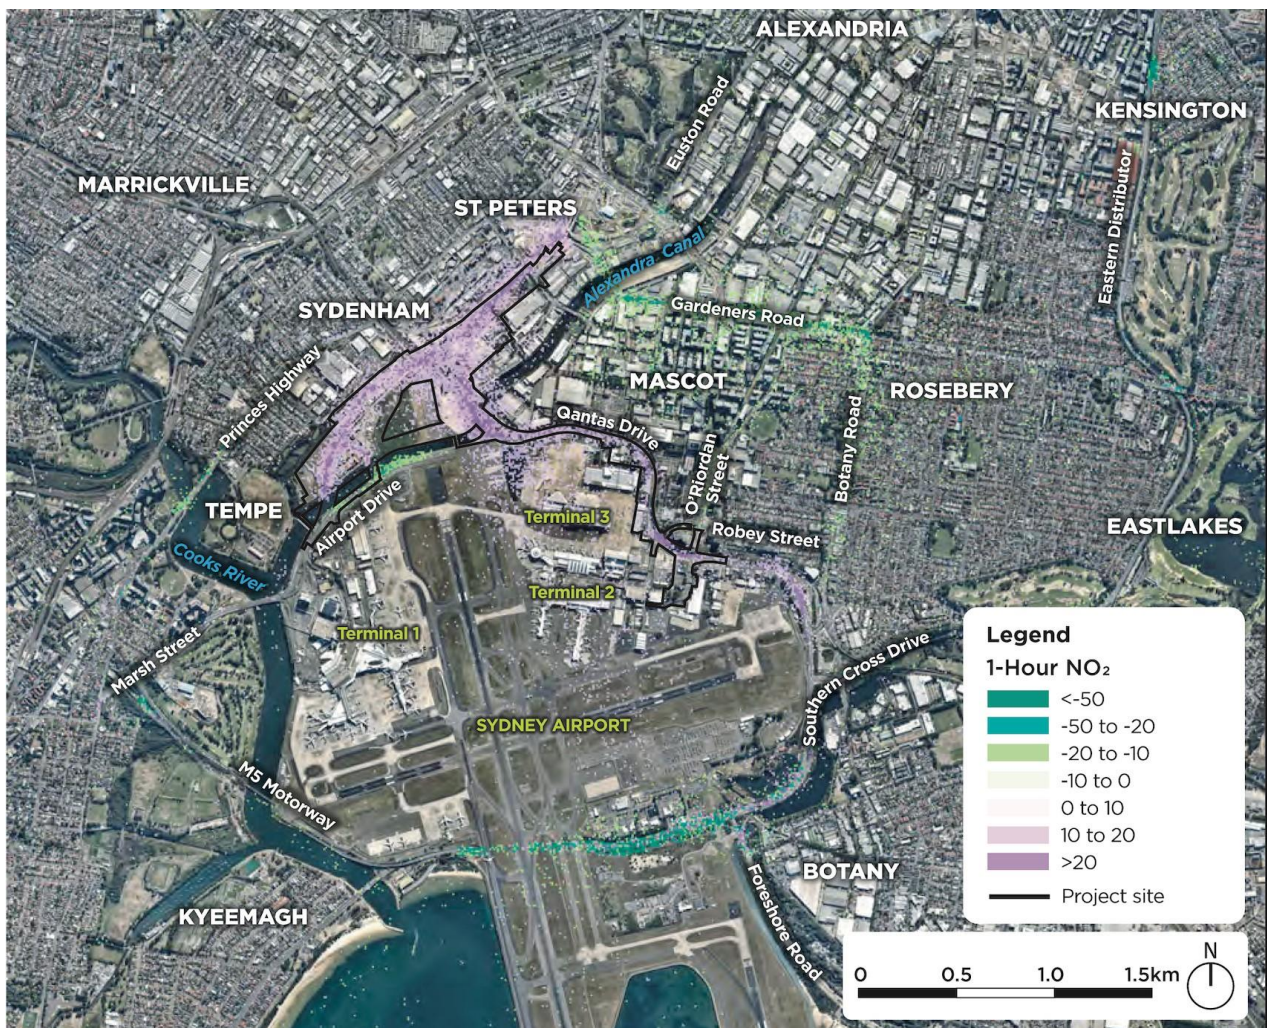 ALEXANDRIA
KENSINGTON
Euston Road
MARRICKVILLE
Eastern Distributor
ST PETERS
Alexandra Canal
SYDENHAM
Gardeners Road
Princes Highway
MASCOT
ROSEBERY
Qantas Drive
Botany Road
O'Riordan
Street
TEMPE
Airport Drive
Terminal 3
Robey Street
EASTLAKES
Cooks River
Terminal 2
Terminal 1
Marsh Street
Southern Cross Drive
SYDNEY AIRPORT
M5 Motorway
BOTANY
Foreshore Road
KYEEMAGH
Legend
1-Hour NO₂
<-50
-50 to -20
-20 to -10
-10 to 0
0 to 10
10 to 20
>20
Project site
0 0.5 1.0 1.5km
N